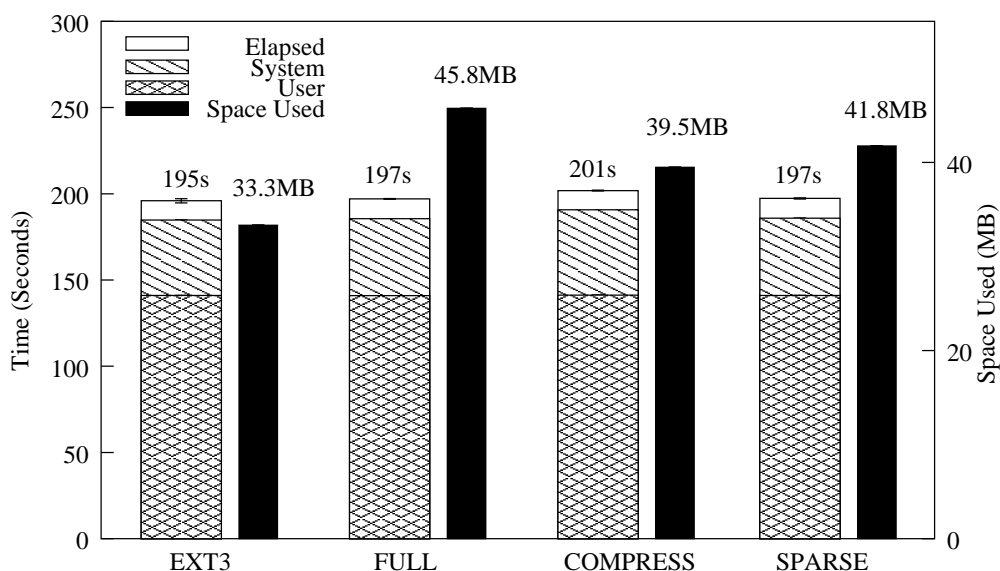 300
250
200
150
100
50
0
Time (Seconds)
Elapsed
System
User
Space Used
195s
33.3MB
197s
45.8MB
201s
39.5MB
197s
41.8MB
40
20
0
Space Used (MB)
EXT3
FULL
COMPRESS
SPARSE